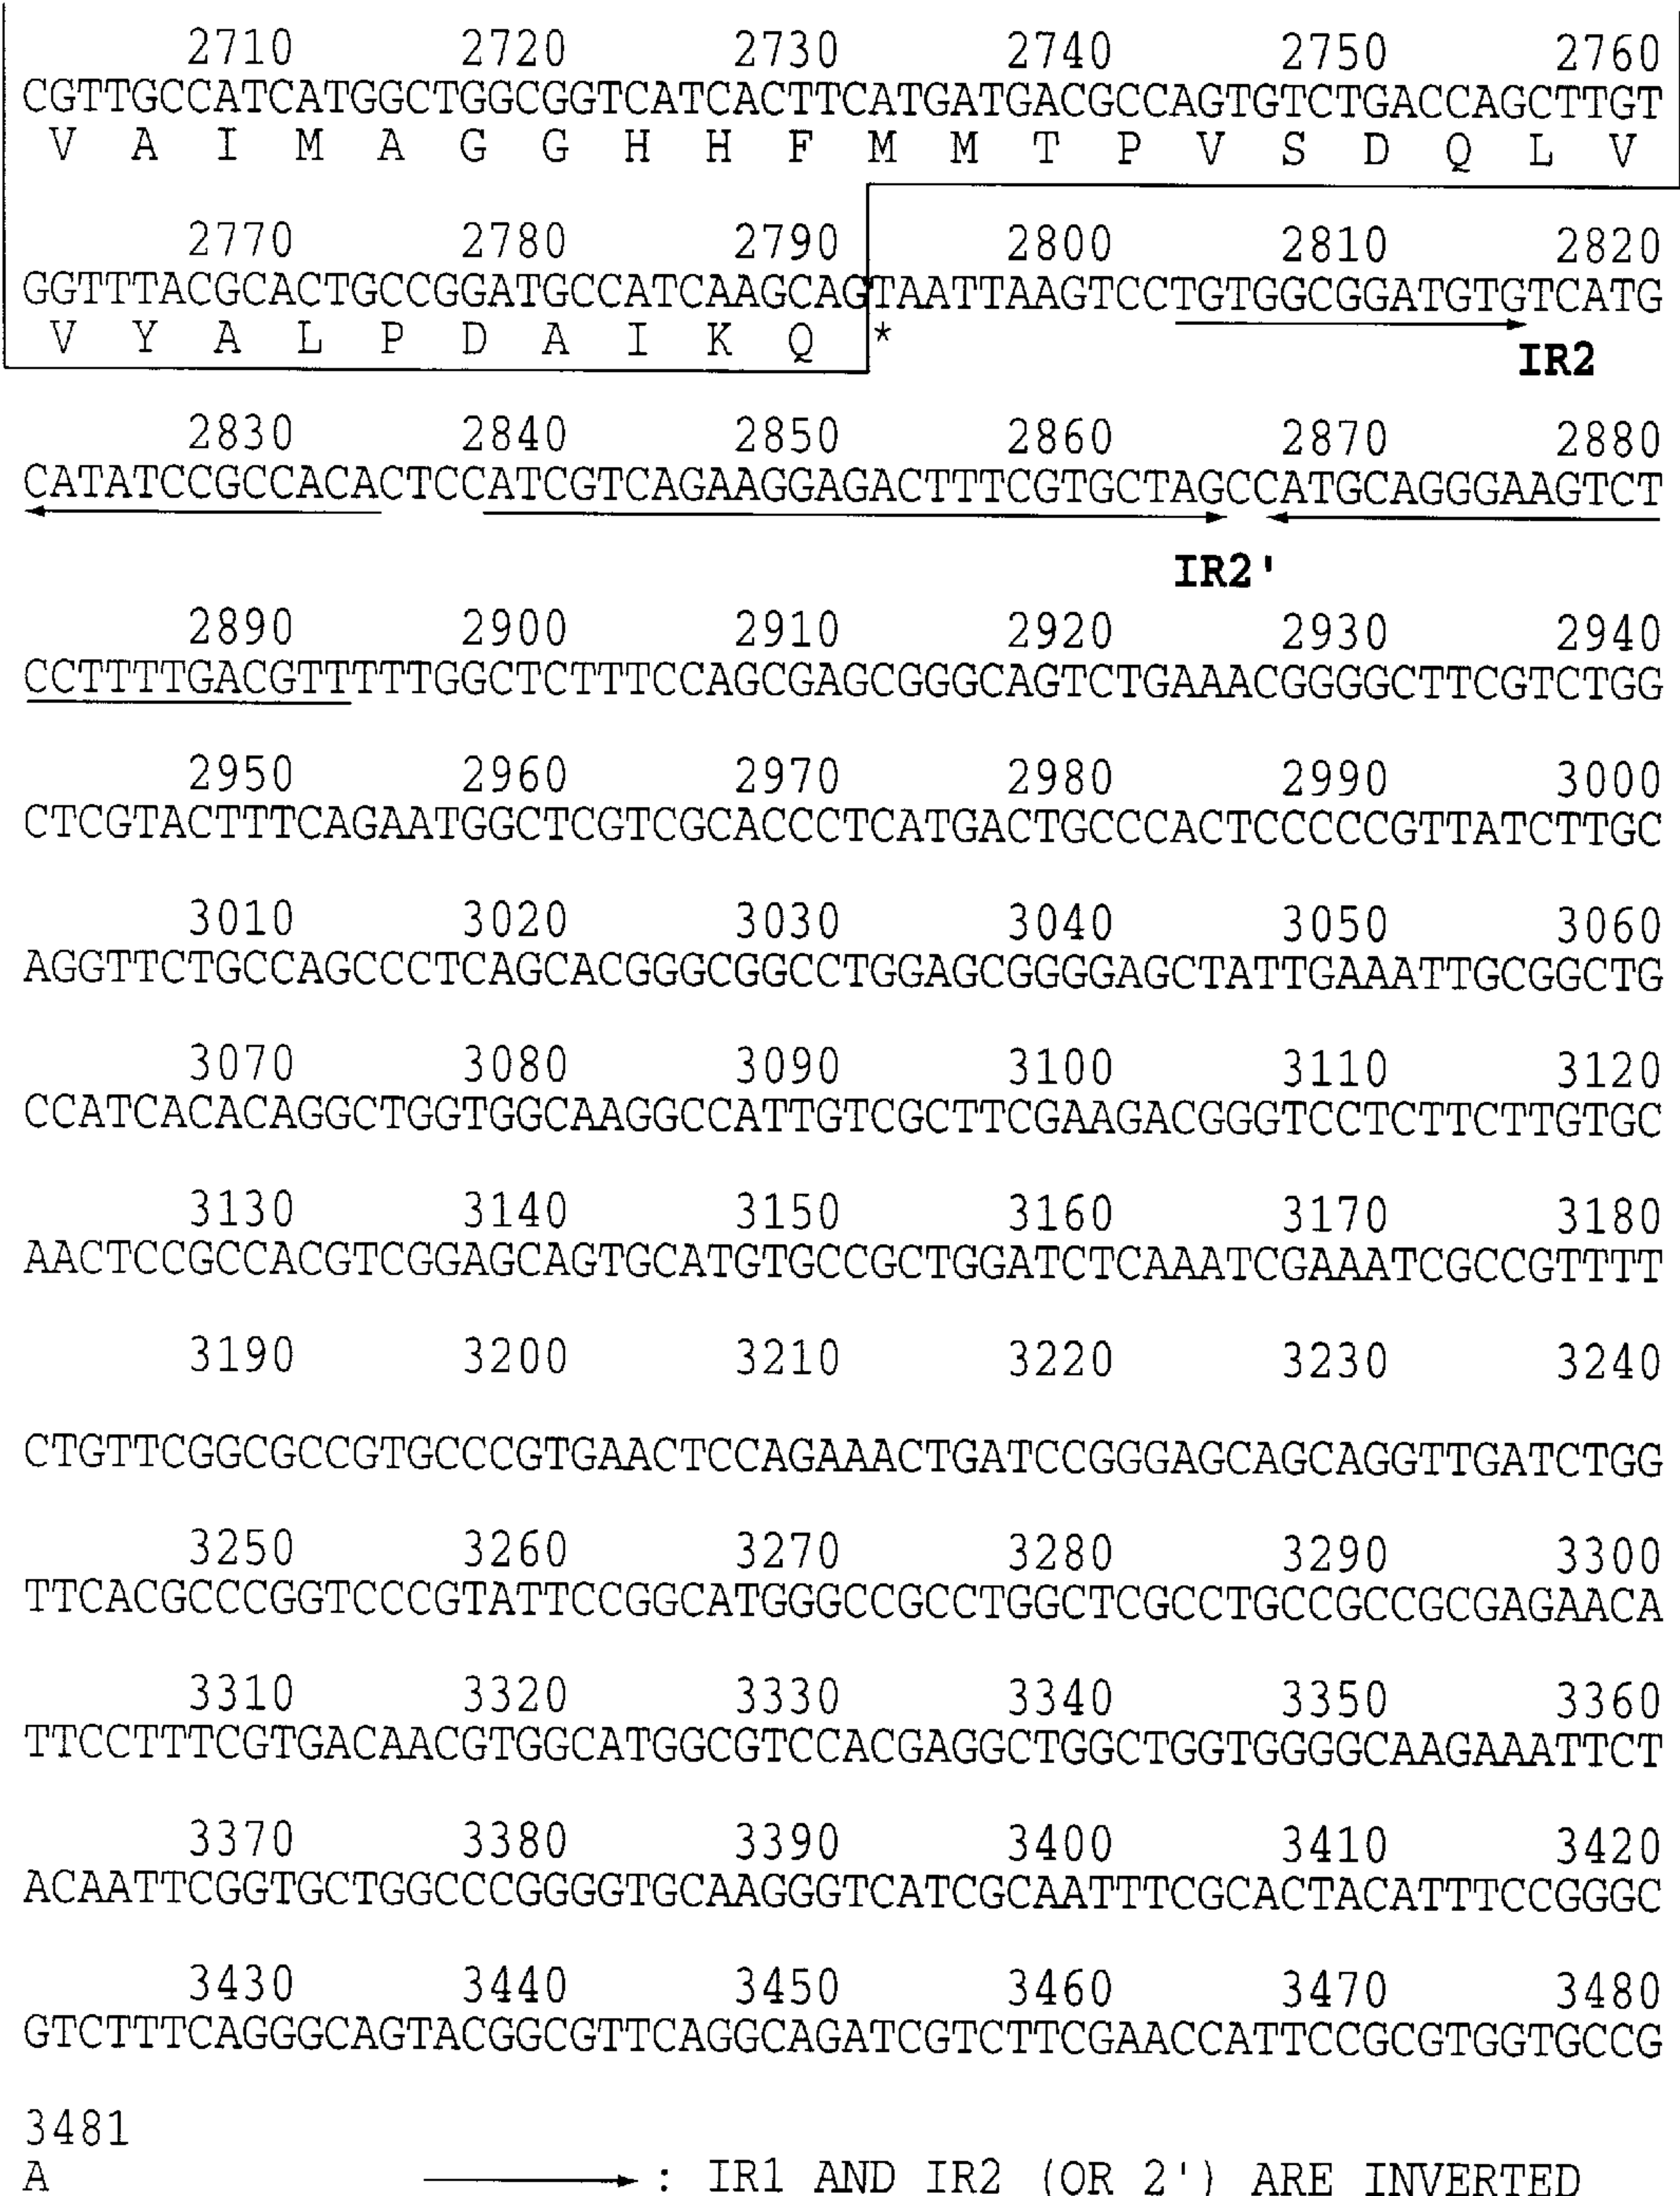 2710 2720 2730 2740 2750 2760
CGTTGCCATCATGGCTGGCGGTCATCACTTCATGATGACGCCAGTGTCTGACCAGCTTGT
V A I M A G G H H F M M T P V S D Q L V
2770 2780 2790 2800 2810 2820
GGTTTACGCACTGCCGGATGCCATCAAGCAGTAATTAAGTCCTGTGGCGGATGTGTCATG
V Y A L P D A I K Q *
IR2
2830 2840 2850 2860 2870 2880
CATATCCGCCACACTCCATCGTCAGAAGGAGACTTTCGTGCTAGCCATGCAGGGAAGTCT
IR2'
2890 2900 2910 2920 2930 2940
CCTTTTGACGTTTTTGGCTCTTTCCAGCGAGCGGGCAGTCTGAAACGGGGCTTCGTCTGG
2950 2960 2970 2980 2990 3000
CTCGTACTTTCAGAATGGCTCGTCGCACCCTCATGACTGCCCACTCCCCCGTTATCTTGC
3010 3020 3030 3040 3050 3060
AGGTTCTGCCAGCCCTCAGCACGGGCGGCCTGGAGCGGGGAGCTATTGAAATTGCGGCTG
3070 3080 3090 3100 3110 3120
CCATCACACAGGCTGGTGGCAAGGCCATTGTCGCTTCGAAGACGGGTCCTCTTCTTGTGC
3130 3140 3150 3160 3170 3180
AACTCCGCCACGTCGGAGCAGTGCATGTGCCGCTGGATCTCAAATCGAAATCGCCGTTTT
3190 3200 3210 3220 3230 3240
CTGTTCGGCGCCGTGCCCGTGAACTCCAGAAACTGATCCGGGAGCAGCAGGTTGATCTGG
3250 3260 3270 3280 3290 3300
TTCACGCCCGGTCCCGTATTCCGGCATGGGCCGCCTGGCTCGCCTGCCGCCGCGAGAACA
3310 3320 3330 3340 3350 3360
TTCCTTTCGTGACAACGTGGCATGGCGTCCACGAGGCTGGCTGGTGGGGCAAGAAATTCT
3370 3380 3390 3400 3410 3420
ACAATTCGGTGCTGGCCCGGGGTGCAAGGGTCATCGCAATTTCGCACTACATTTCCGGGC
3430 3440 3450 3460 3470 3480
GTCTTTCAGGGCAGTACGGCGTTCAGGCAGATCGTCTTCGAACCATTCCGCGTGGTGCCG
3481
A : IR1 AND IR2 (OR 2') ARE INVERTED